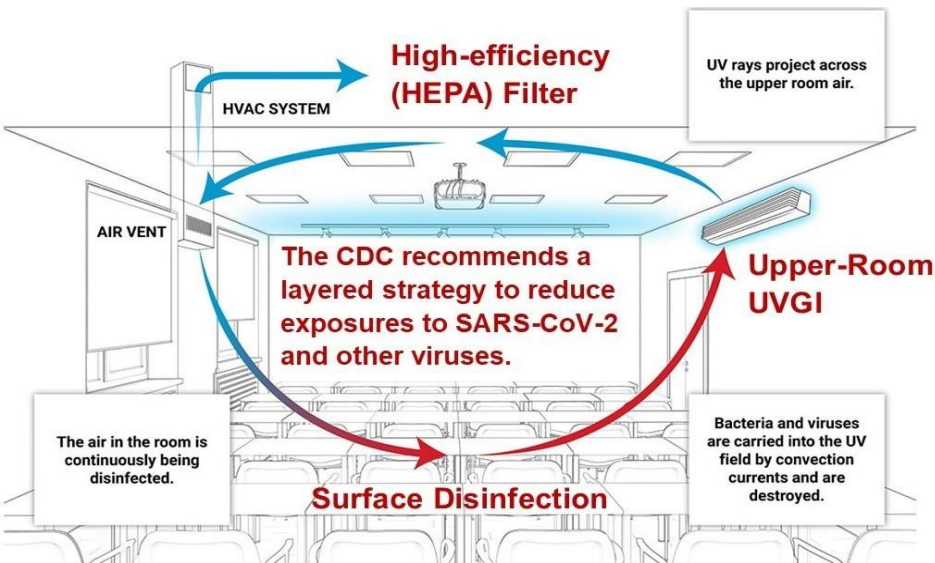 High-efficiency
(HEPA) Filter
HVAC SYSTEM
UV rays project across
the upper room air.
AIR VENT
The CDC recommends a
layered strategy to reduce
exposures to SARS-CoV-2
and other viruses.
Upper-Room
UVGI
The air in the room is
continuously being
disinfected.
Bacteria and viruses
are carried into the UV
field by convection
currents and are
destroyed.
Surface Disinfection